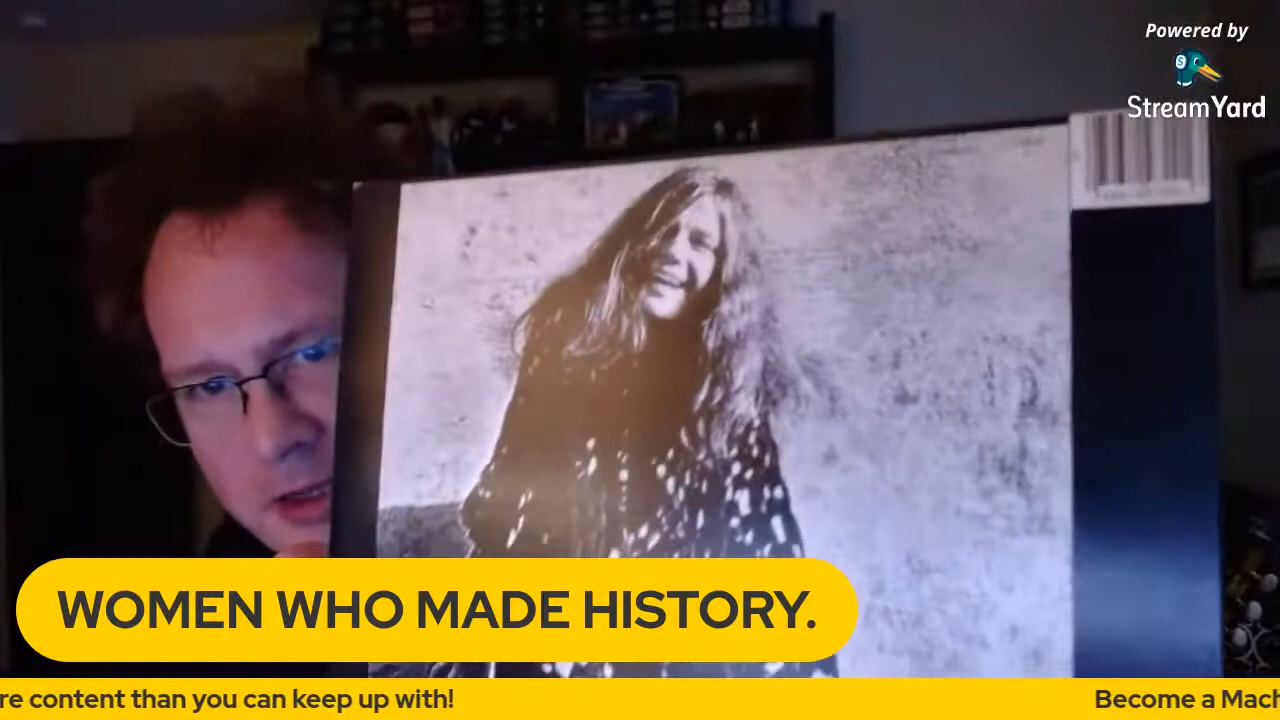 Powered by
StreamYard
WOMEN WHO MADE HISTORY.
re content than you can keep up with!
Become a Mach